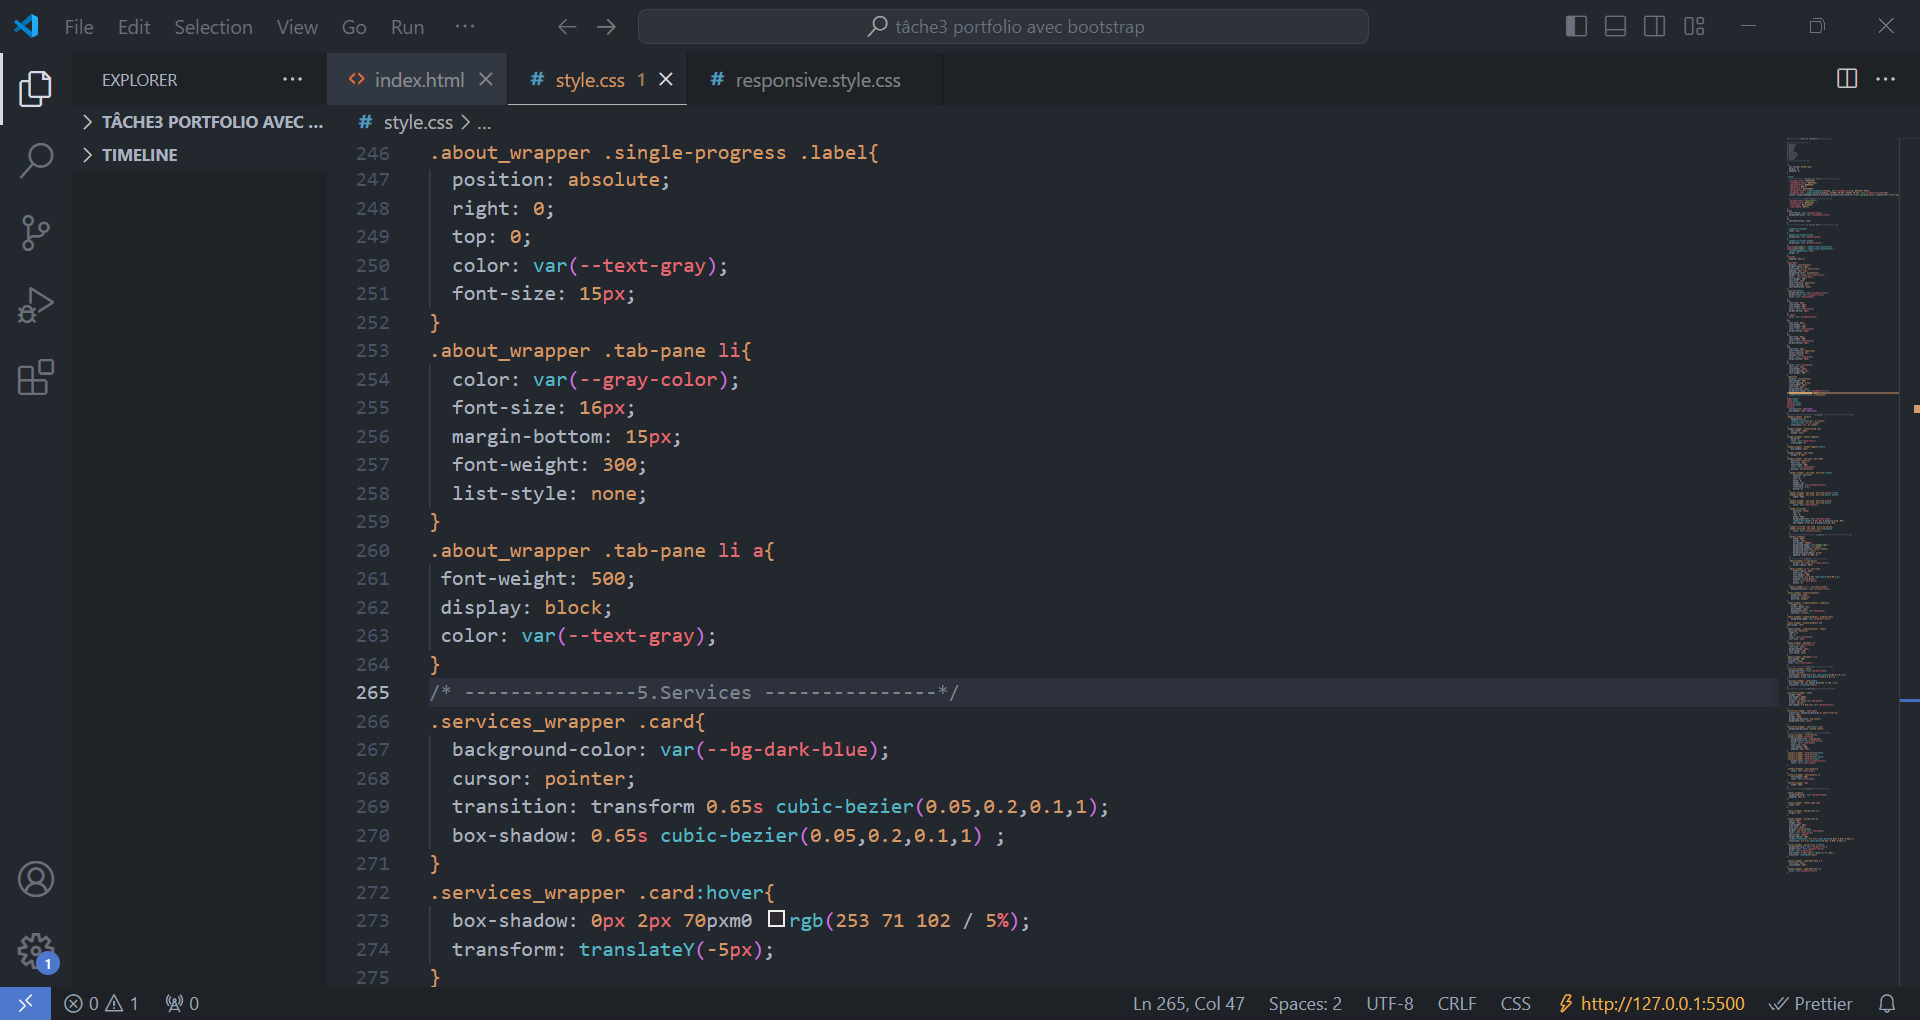 File Edit Selection View Go Run ··· tâche3 portfolio avec bootstrap
EXPLORER ··· index.html style.css 1 responsive.style.css
TÂCHE3 PORTFOLIO AVEC ...
TIMELINE
# style.css > ...
246 .about_wrapper .single-progress .label{
247 position: absolute;
248 right: 0;
249 top: 0;
250 color: var(--text-gray);
251 font-size: 15px;
252 }
253 .about_wrapper .tab-pane li{
254 color: var(--gray-color);
255 font-size: 16px;
256 margin-bottom: 15px;
257 font-weight: 300;
258 list-style: none;
259 }
260 .about_wrapper .tab-pane li a{
261 font-weight: 500;
262 display: block;
263 color: var(--text-gray);
264 }
265 /* ---------------5.Services ---------------*/
266 .services_wrapper .card{
267 background-color: var(--bg-dark-blue);
268 cursor: pointer;
269 transition: transform 0.65s cubic-bezier(0.05,0.2,0.1,1);
270 box-shadow: 0.65s cubic-bezier(0.05,0.2,0.1,1) ;
271 }
272 .services_wrapper .card:hover{
273 box-shadow: 0px 2px 70pxm0 rgb(253 71 102 / 5%);
274 transform: translateY(-5px);
275 }
1
0 1 0 Ln 265, Col 47 Spaces: 2 UTF-8 CRLF CSS http://127.0.0.1:5500 Prettier